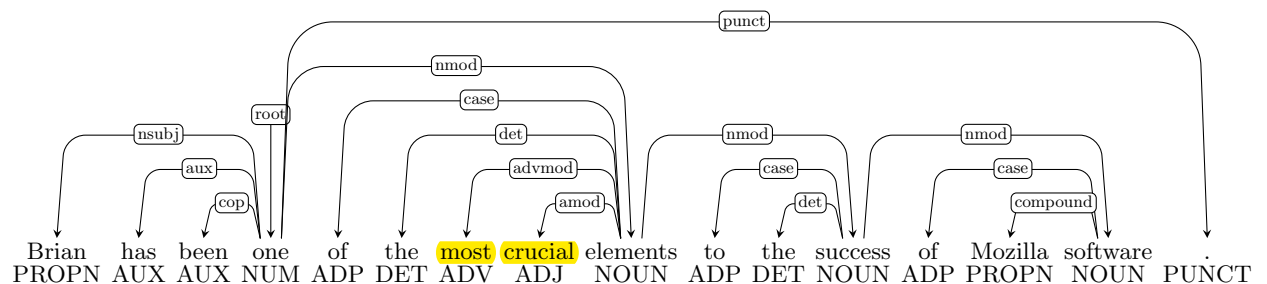 punct
nmod
case
root
nsubj det nmod nmod
aux advmod case case
cop amod det compound
Brian has been one of the most crucial elements to the success of Mozilla software .
PROPN AUX AUX NUM ADP DET ADV ADJ NOUN ADP DET NOUN ADP PROPN NOUN PUNCT